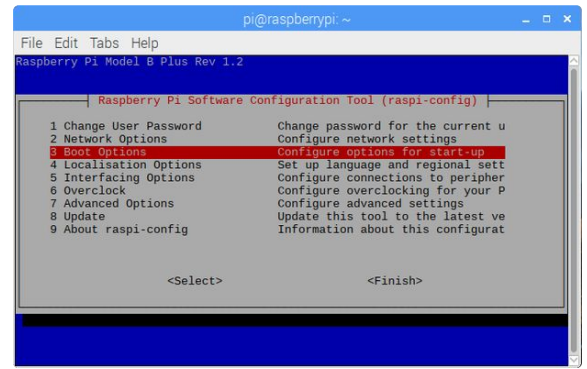 pi@raspberrypi: ~
File Edit Tabs Help
Raspberry Pi Model B Plus Rev 1.2
Raspberry Pi Software Configuration Tool (raspi-config)
1 Change User Password Change password for the current u
2 Network Options Configure network settings
3 Boot Options Configure options for start-up
4 Localisation Options Set up language and regional sett
5 Interfacing Options Configure connections to peripher
6 Overclock Configure overclocking for your P
7 Advanced Options Configure advanced settings
8 Update Update this tool to the latest ve
9 About raspi-config Information about this configurat
<Select> <Finish>